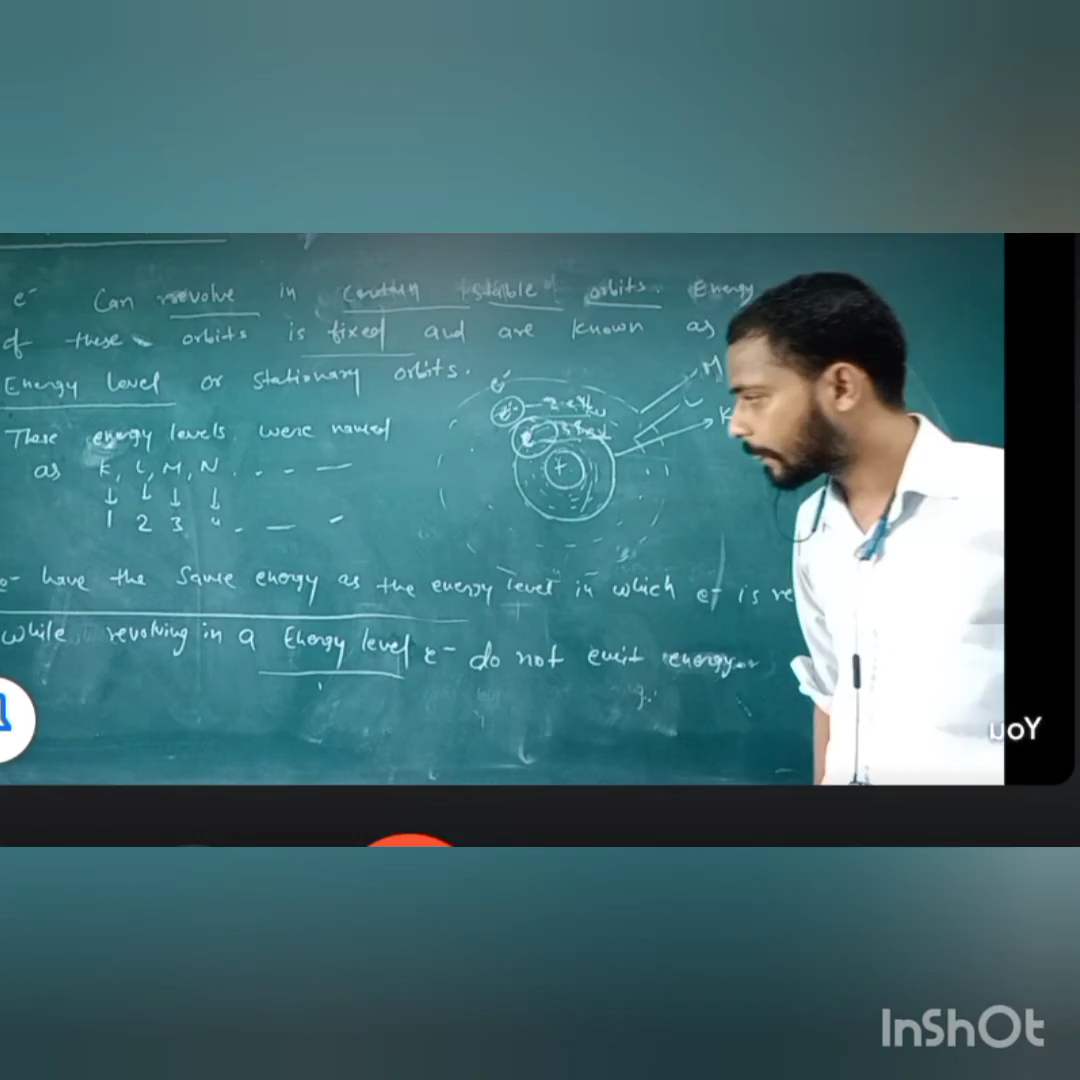 e- Can revolve in certain stable orbits. Energy
of these orbits is fixed and are known as
Energy level or stationary orbits.
These energy levels were named
as K, L, M, N . - - -
1 2 3 4 . - -
e- e- e-
+
M
L
K
e- have the same energy as the energy level in which e- is re
while revolving in a Energy level e- do not emit energy
You
InShOt